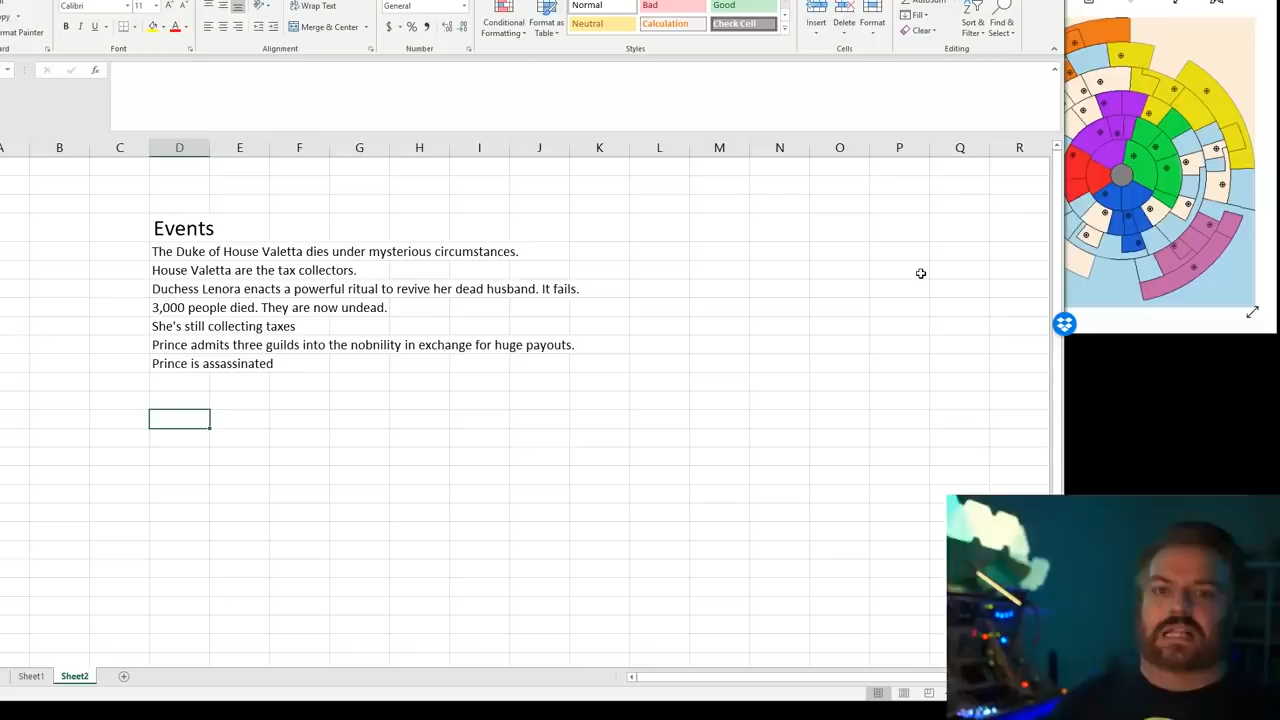 Calibri
11
Wrap Text
General
Normal
Bad
Good
AutoSum
Format Painter
B I U
A
Merge & Center
$ % ,
Conditional
Formatting
Format as
Table
Neutral
Calculation
Check Cell
Insert
Delete
Format
Fill
Clear
Sort &
Filter
Find &
Select
Font
Alignment
Number
Styles
Cells
Editing
fx
A B C D E F G H I J K L M N O P Q R
Events
The Duke of House Valetta dies under mysterious circumstances.
House Valetta are the tax collectors.
Duchess Lenora enacts a powerful ritual to revive her dead husband. It fails.
3,000 people died. They are now undead.
She's still collecting taxes
Prince admits three guilds into the nobnility in exchange for huge payouts.
Prince is assassinated
Sheet1
Sheet2